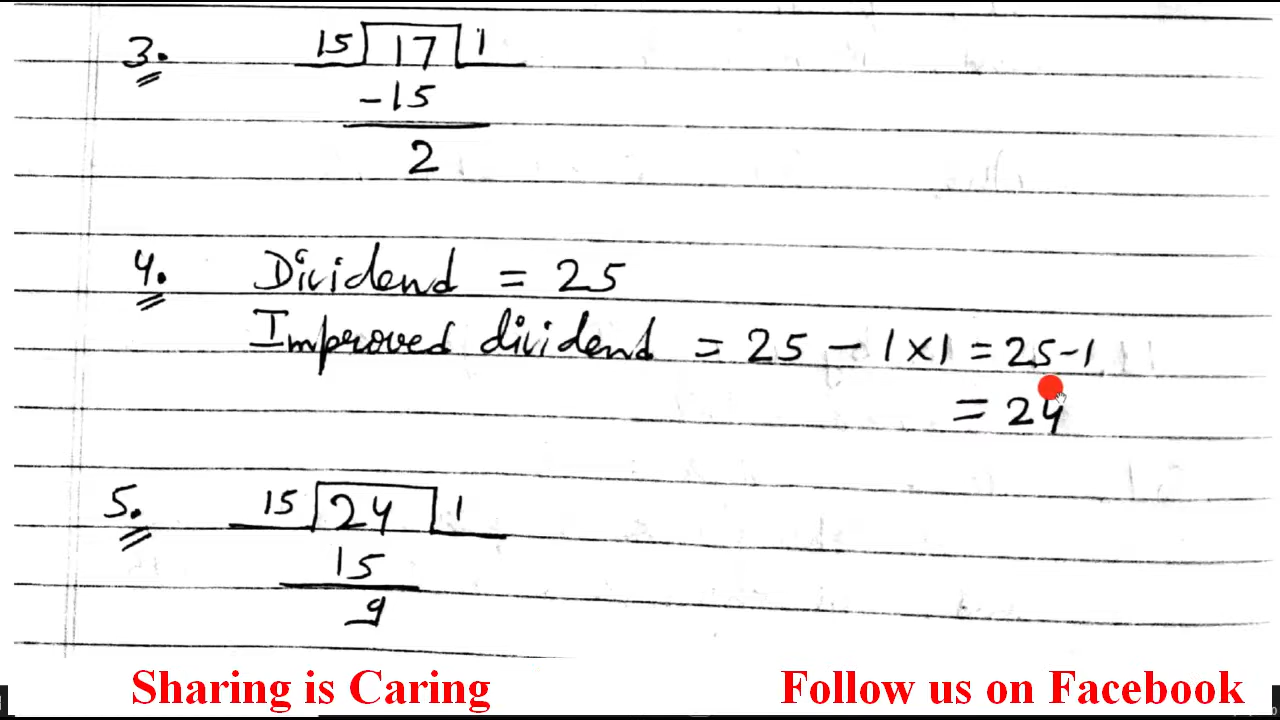 3. 15 17 1
-15
2
4. Dividend = 25
Improved dividend = 25 - 1 x 1 = 25-1
= 24
5. 15 24 1
15
9
Sharing is Caring Follow us on Facebook